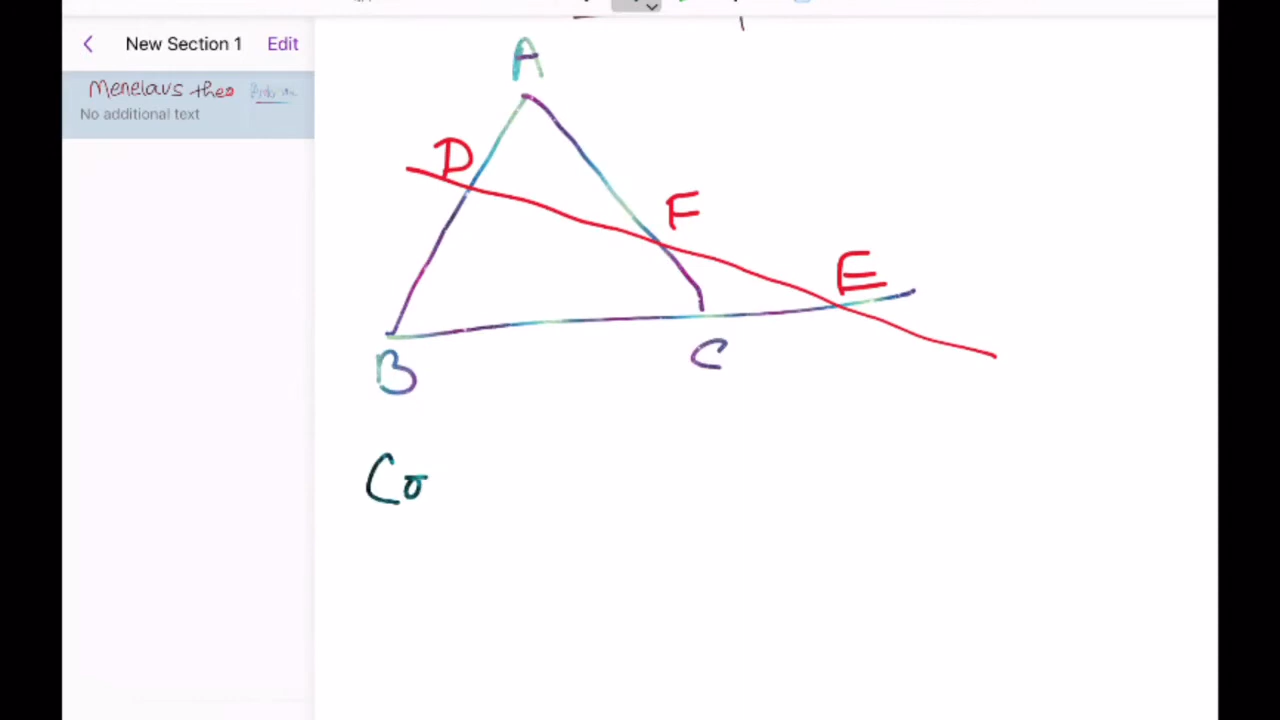 New Section 1 Edit
Menelaus theo
No additional text
A
D
F
E
B
C
Co